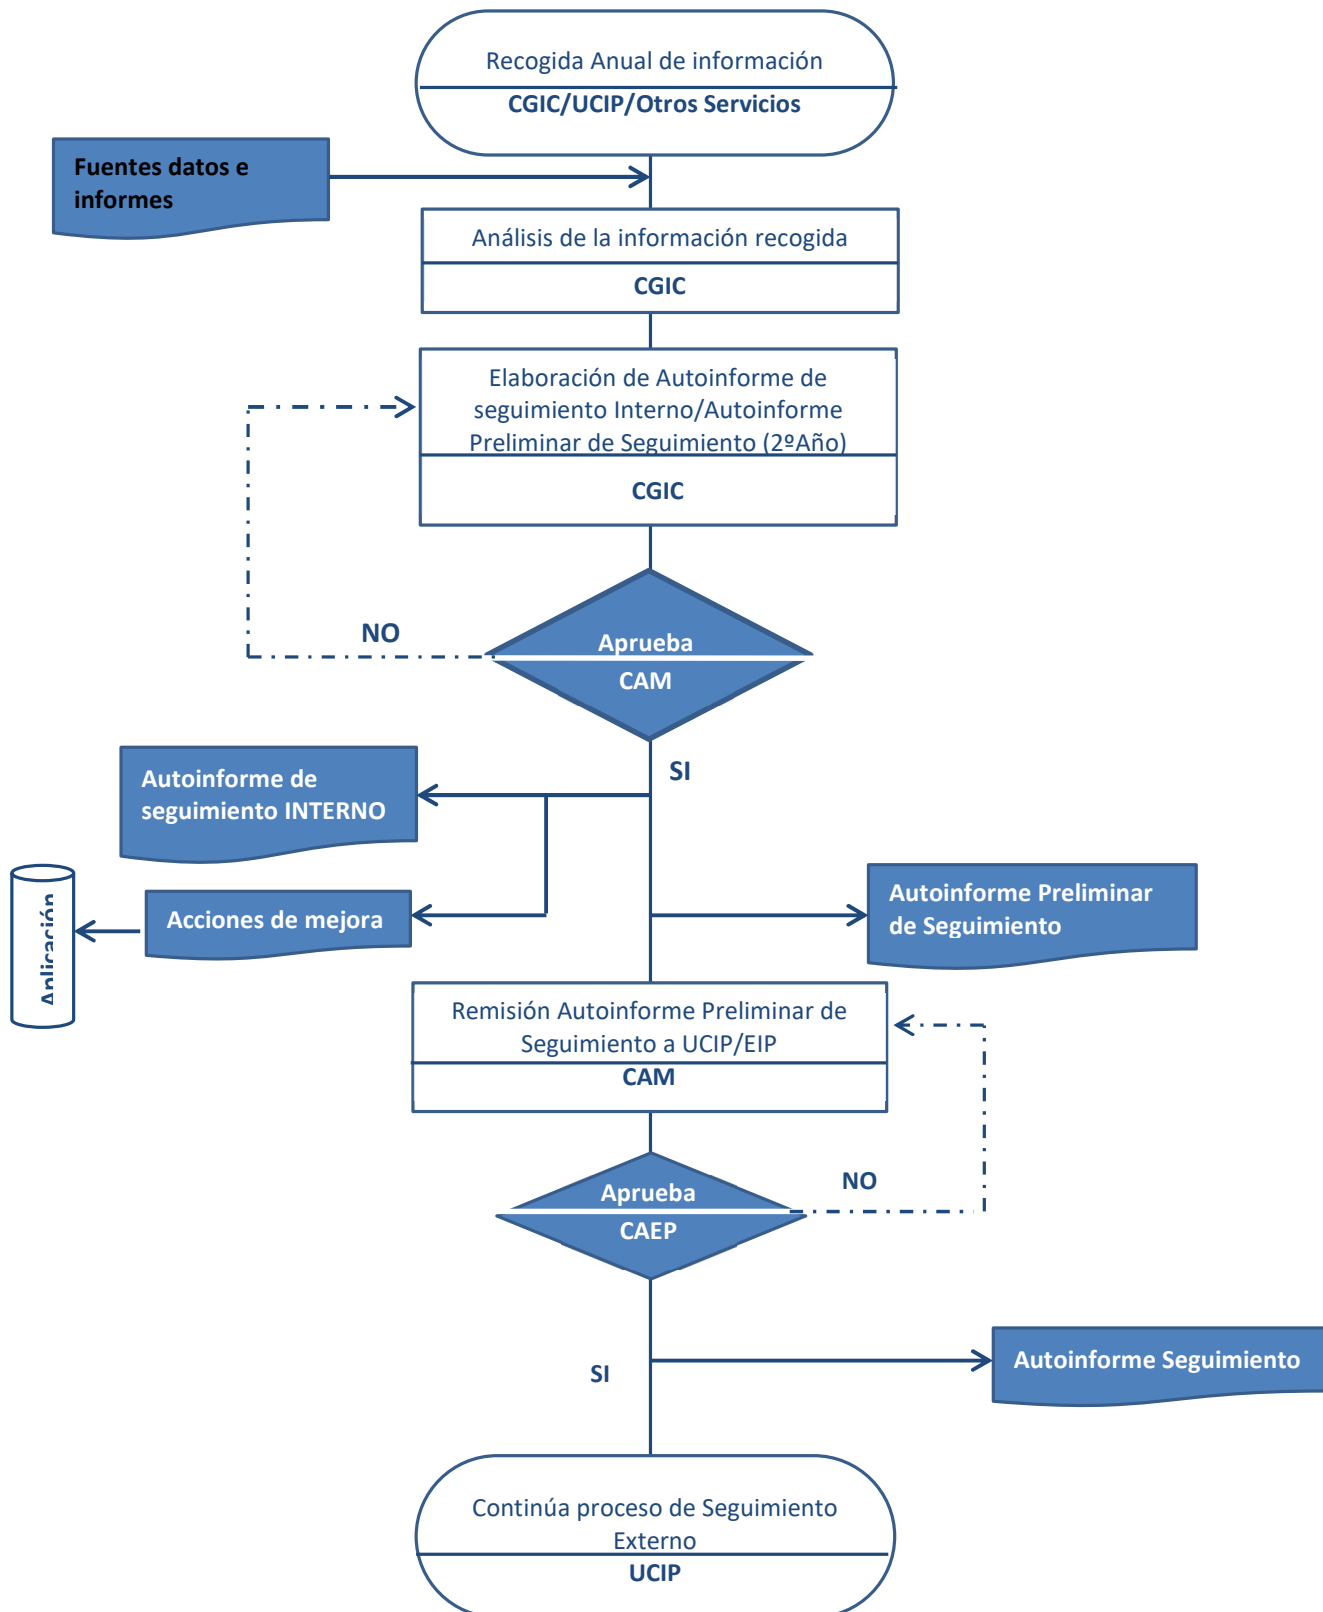 Recogida Anual de información
CGIC/UCIP/Otros Servicios
Fuentes datos e
informes
Análisis de la información recogida
CGIC
Elaboración de Autoinforme de
seguimiento Interno/Autoinforme
Preliminar de Seguimiento (2ºAño)
CGIC
NO
Aprueba
CAM
SI
Autoinforme de
seguimiento INTERNO
Acciones de mejora
Aplicación
Autoinforme Preliminar
de Seguimiento
Remisión Autoinforme Preliminar de
Seguimiento a UCIP/EIP
CAM
Aprueba
CAEP
NO
SI
Autoinforme Seguimiento
Continúa proceso de Seguimiento
Externo
UCIP